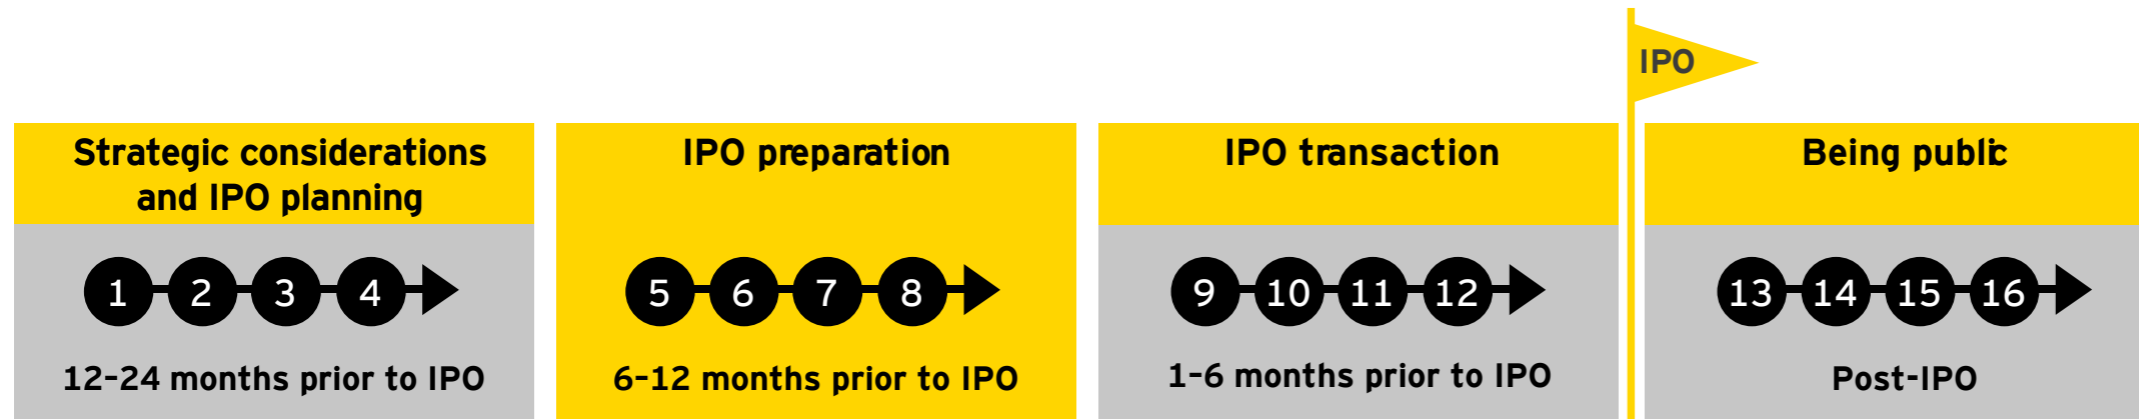 IPO
Strategic considerations
and IPO planning
1 2 3 4
12–24 months prior to IPO
IPO preparation
5 6 7 8
6–12 months prior to IPO
IPO transaction
9 10 11 12
1–6 months prior to IPO
Being public
13 14 15 16
Post-IPO